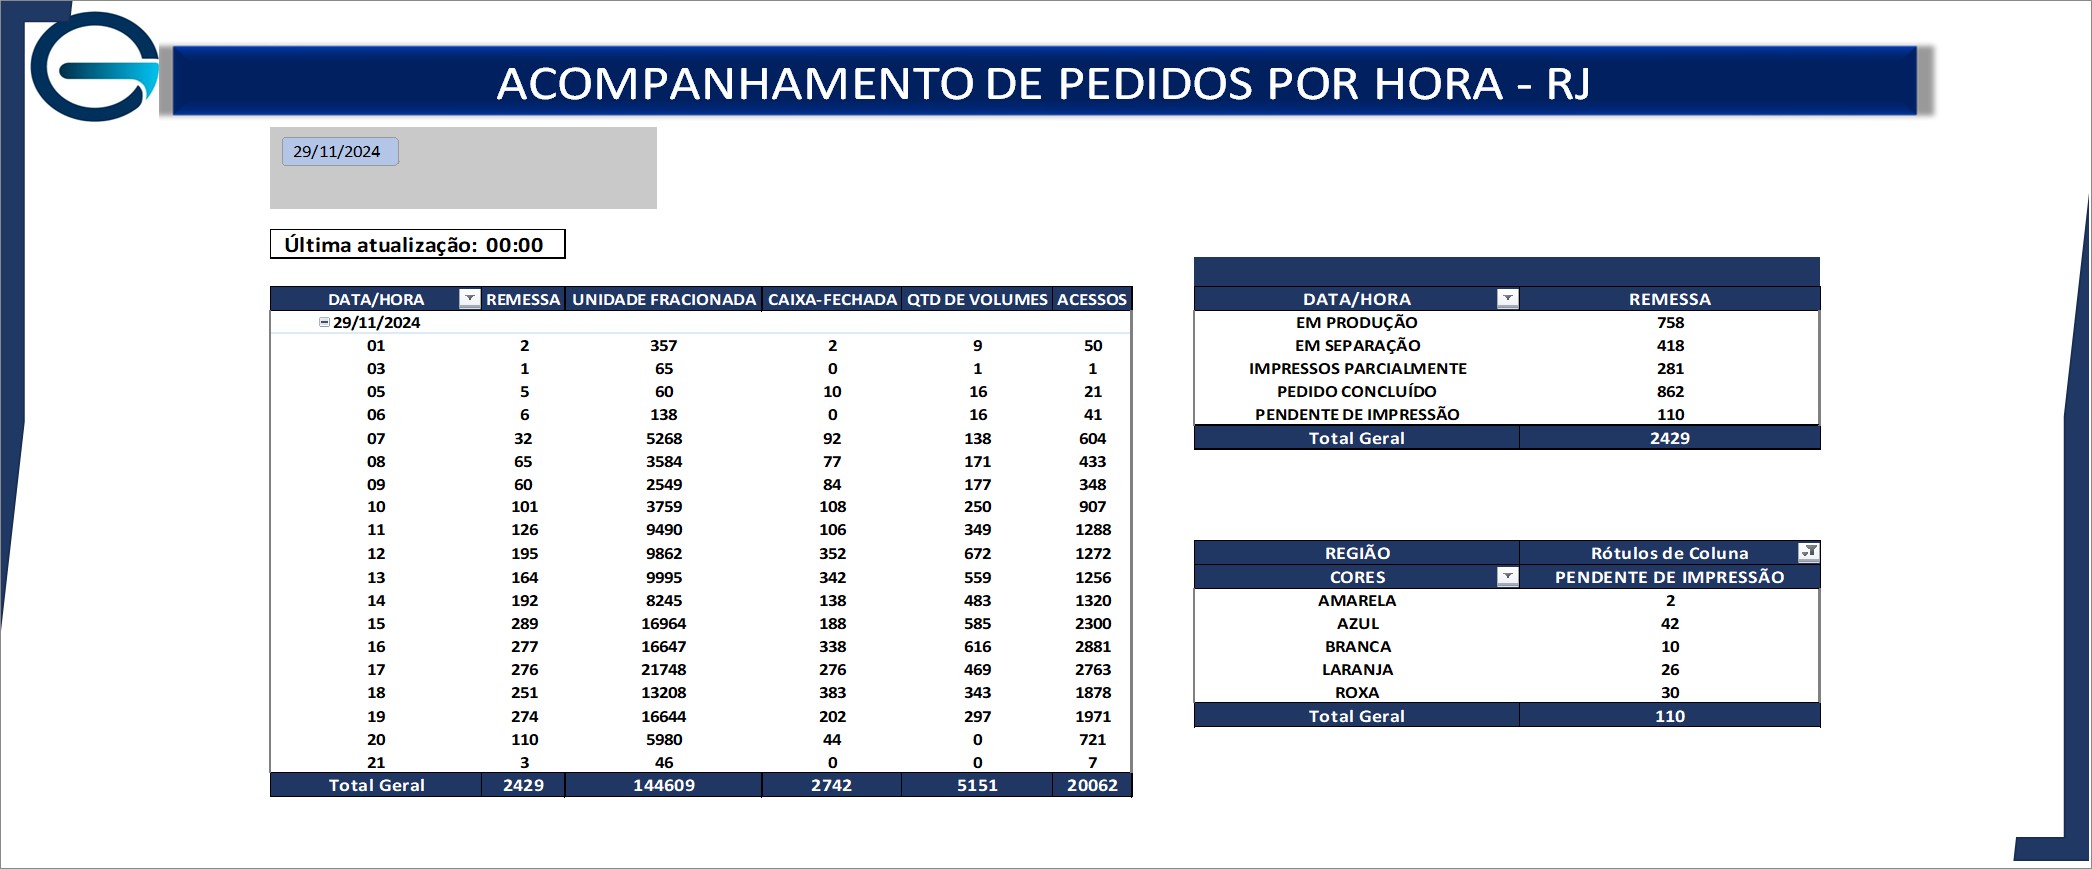 ACOMPANHAMENTO DE PEDIDOS POR HORA - RJ
29/11/2024
Última atualização: 00:00
DATA/HORA REMESSA UNIDADE FRACIONADA CAIXA-FECHADA QTD DE VOLUMES ACESSOS
29/11/2024
01 2 357 2 9 50
03 1 65 0 1 1
05 5 60 10 16 21
06 6 138 0 16 41
07 32 5268 92 138 604
08 65 3584 77 171 433
09 60 2549 84 177 348
10 101 3759 108 250 907
11 126 9490 106 349 1288
12 195 9862 352 672 1272
13 164 9995 342 559 1256
14 192 8245 138 483 1320
15 289 16964 188 585 2300
16 277 16647 338 616 2881
17 276 21748 276 469 2763
18 251 13208 383 343 1878
19 274 16644 202 297 1971
20 110 5980 44 0 721
21 3 46 0 0 7
Total Geral 2429 144609 2742 5151 20062
DATA/HORA REMESSA
EM PRODUÇÃO 758
EM SEPARAÇÃO 418
IMPRESSOS PARCIALMENTE 281
PEDIDO CONCLUÍDO 862
PENDENTE DE IMPRESSÃO 110
Total Geral 2429
REGIÃO Rótulos de Coluna
CORES PENDENTE DE IMPRESSÃO
AMARELA 2
AZUL 42
BRANCA 10
LARANJA 26
ROXA 30
Total Geral 110